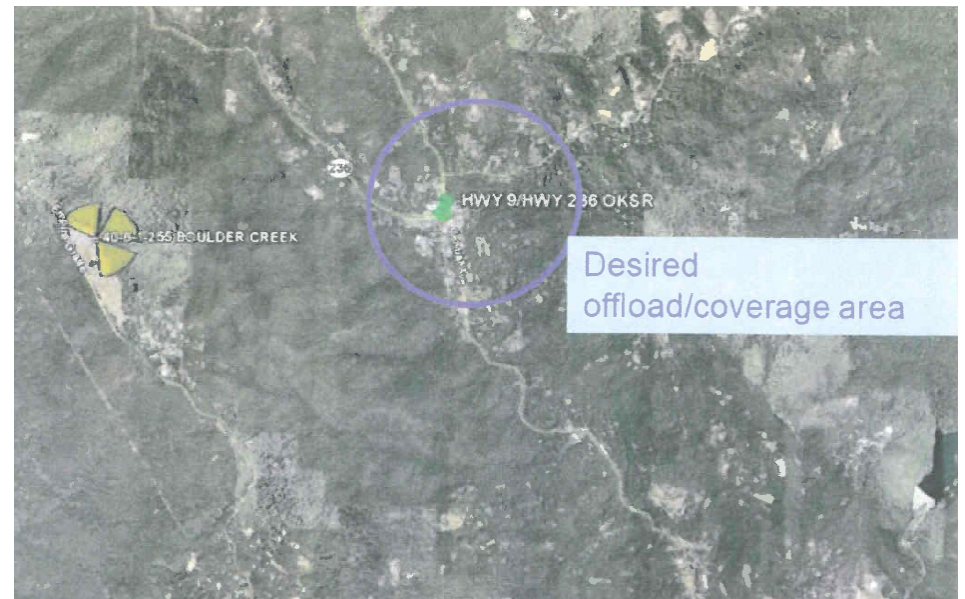 236
HWY 9/HWY 236 OKSR
BOULDER CREEK
Desired
offload/coverage area